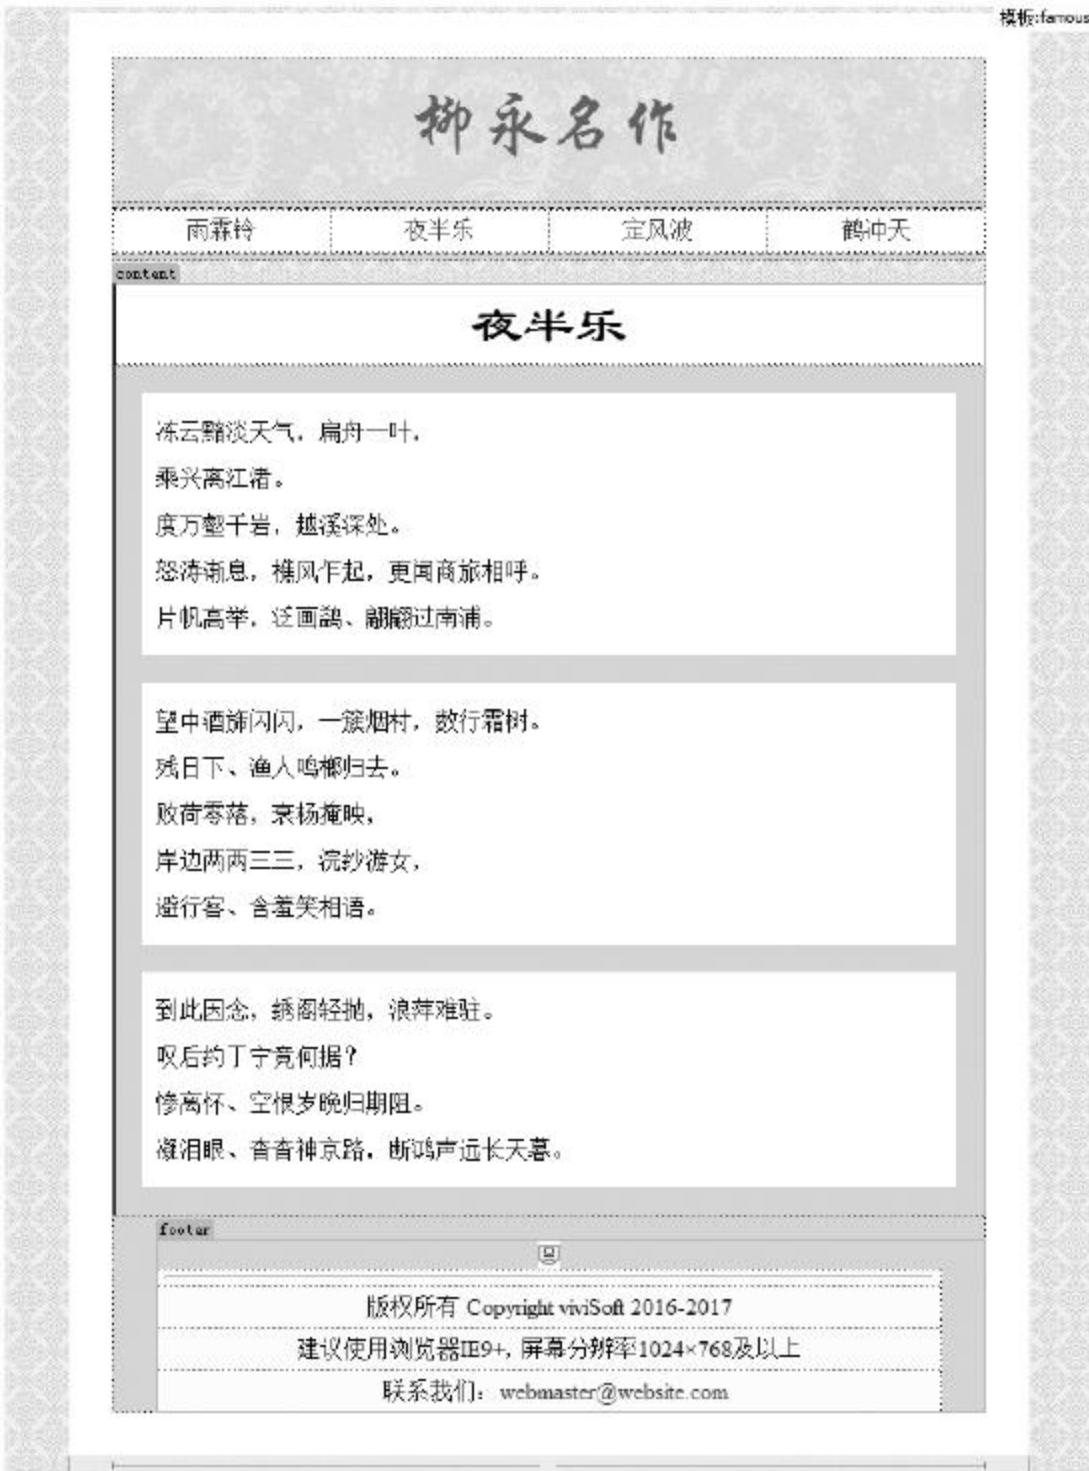 模板:famous
柳永名作
雨霖铃 夜半乐 定风波 鹤冲天
content
夜半乐
冻云黯淡天气，扁舟一叶，
乘兴离江渚。
度万壑千岩，越溪深处。
怒涛渐息，樵风乍起，更闻商旅相呼。
片帆高举，泛画鹢、翩翩过南浦。
望中酒旆闪闪，一簇烟村，数行霜树。
残日下、渔人鸣榔归去。
败荷零落，衰杨掩映，
岸边两两三三，浣纱游女，
避行客、含羞笑相语。
到此因念，绣阁轻抛，浪萍难驻。
叹后约丁宁竟何据？
惨离怀、空恨岁晚归期阻。
凝泪眼、杳杳神京路，断鸿声远长天暮。
footer
版权所有 Copyright viviSoft 2016-2017
建议使用浏览器IE9+, 屏幕分辨率1024×768及以上
联系我们：webmaster@website.com